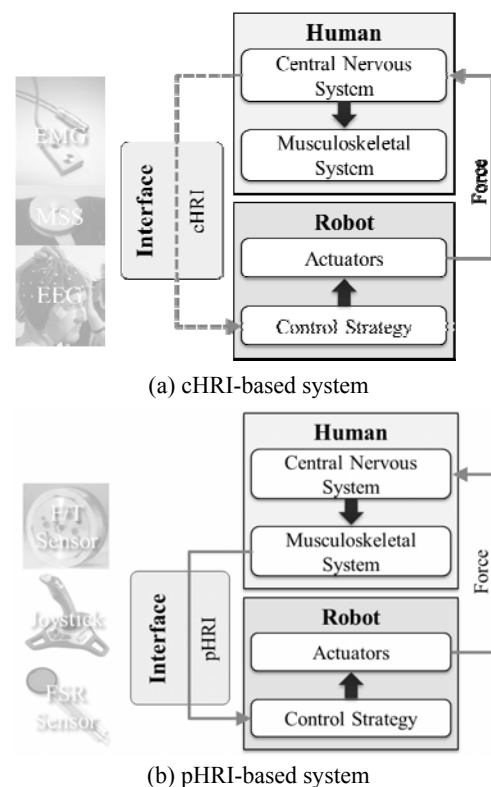 Human
Central Nervous
System
Musculoskeletal
System
EMG
MSS
EEG
Interface
cHRI
Force
Robot
Actuators
Control Strategy
(a) cHRI-based system
Human
Central Nervous
System
Musculoskeletal
System
F/T
Sensor
Joystick
FSR
Sensor
Interface
pHRI
Force
Robot
Actuators
Control Strategy
(b) pHRI-based system